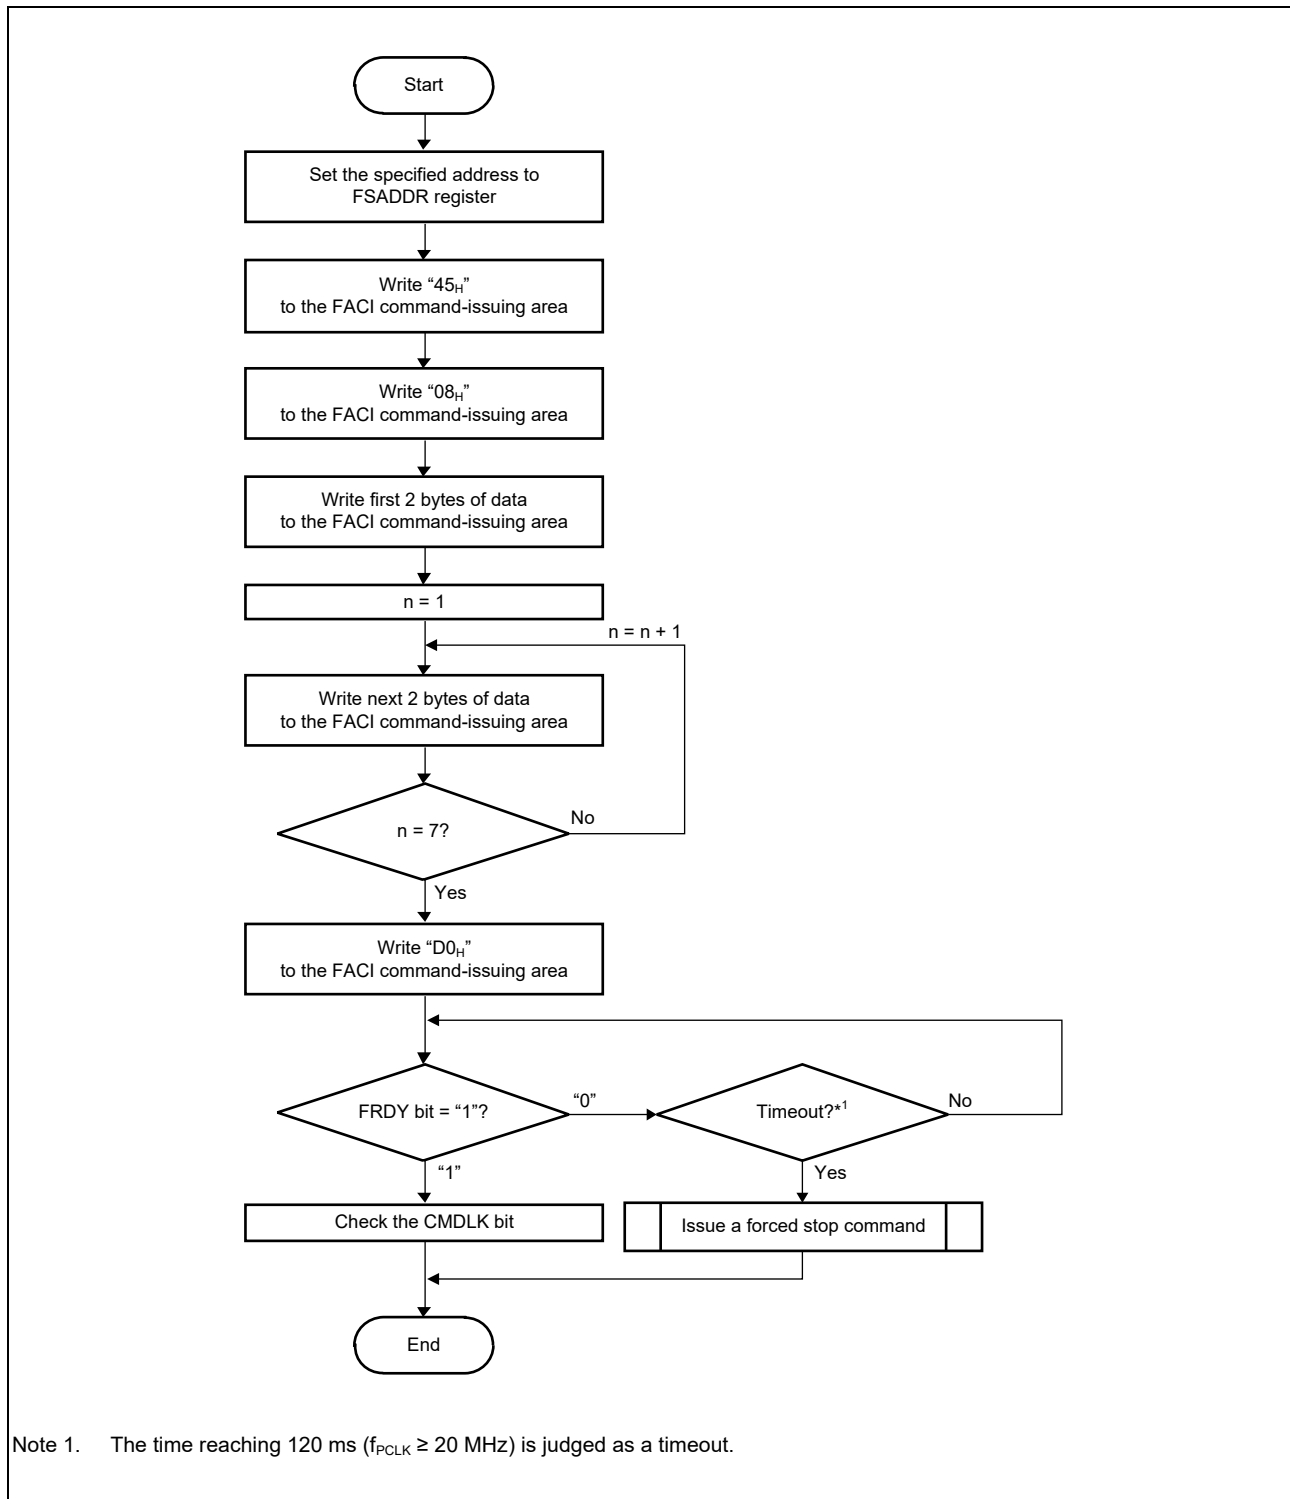 Start
Set the specified address to
FSADDR register
Write “45H”
to the FACI command-issuing area
Write “08H”
to the FACI command-issuing area
Write first 2 bytes of data
to the FACI command-issuing area
n = 1
n = n + 1
Write next 2 bytes of data
to the FACI command-issuing area
n = 7?
No
Yes
Write “D0H”
to the FACI command-issuing area
FRDY bit = “1”?
“0”
Timeout?*1
No
“1”
Yes
Check the CMDLK bit
Issue a forced stop command
End
Note 1. The time reaching 120 ms (fPCLK ≥ 20 MHz) is judged as a timeout.